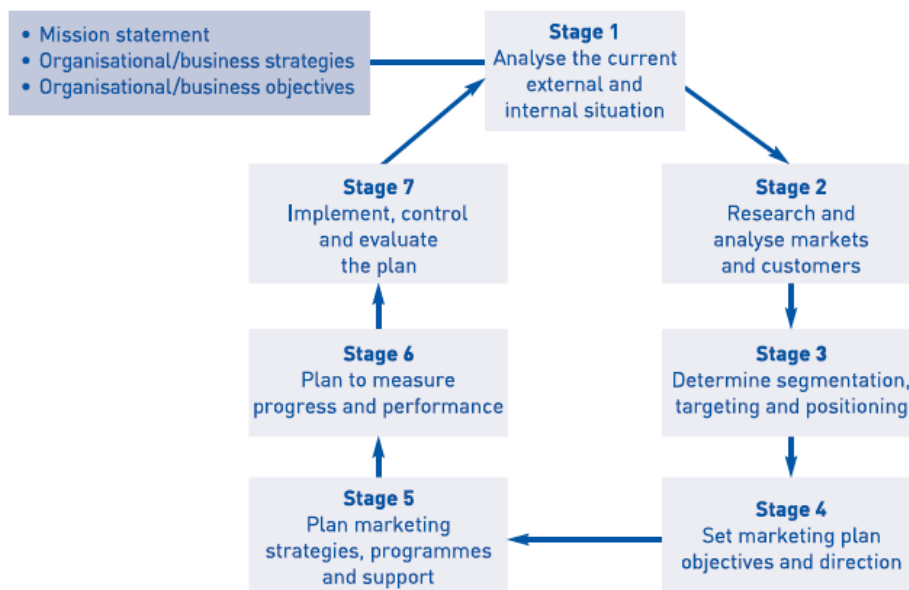 • Mission statement
• Organisational/business strategies
• Organisational/business objectives
Stage 1
Analyse the current
external and
internal situation
Stage 2
Research and
analyse markets
and customers
Stage 3
Determine segmentation,
targeting and positioning
Stage 4
Set marketing plan
objectives and direction
Stage 5
Plan marketing
strategies, programmes
and support
Stage 6
Plan to measure
progress and performance
Stage 7
Implement, control
and evaluate
the plan